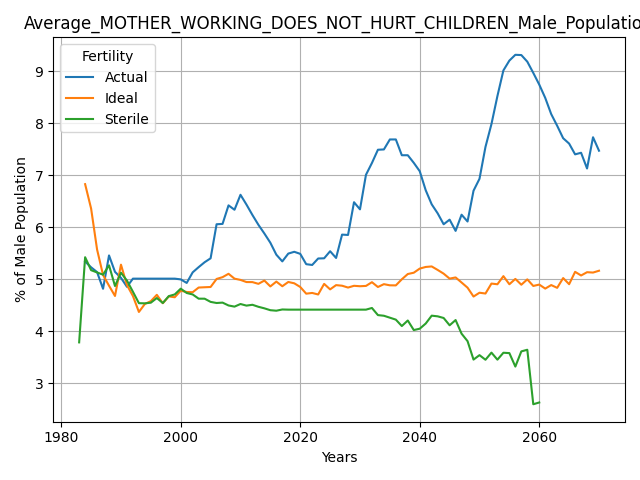 Average_MOTHER_WORKING_DOES_NOT_HURT_CHILDREN_Male_Populatio
Fertility
Actual
Ideal
Sterile
% of Male Population
9
8
7
6
5
4
3
1980 2000 2020 2040 2060
Years